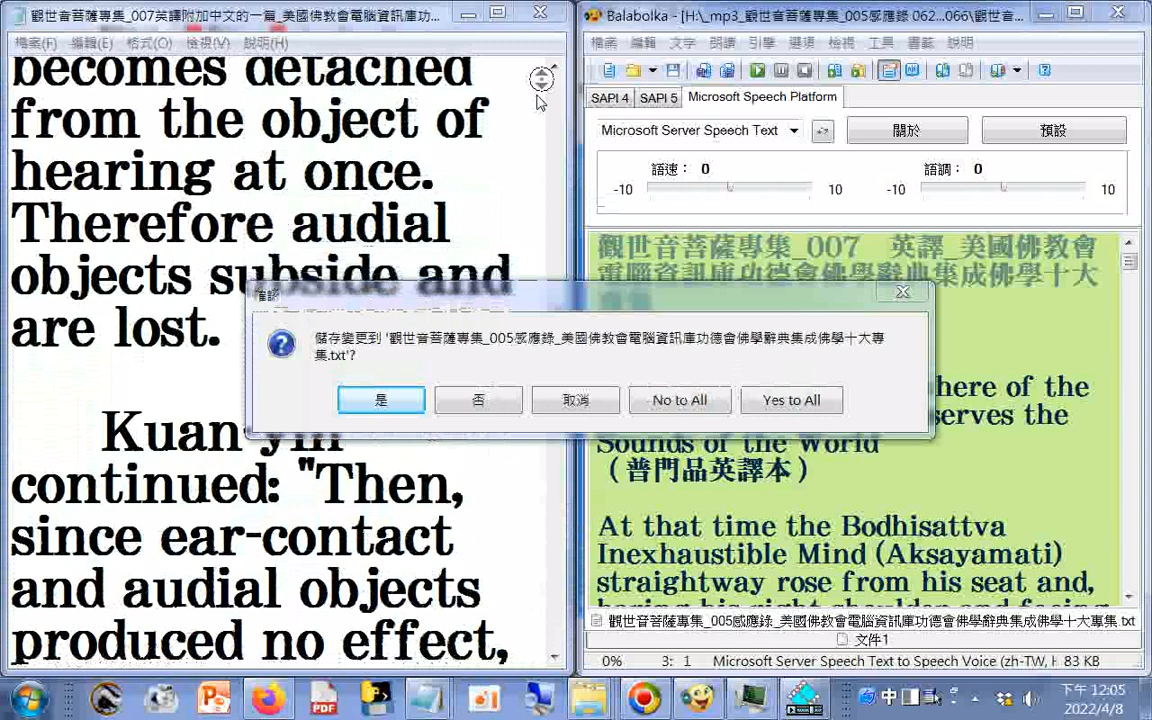 觀世音菩薩專集_007英譯附加中文的一篇_美國佛教會電腦資訊庫功...
檔案(F) 編輯(E) 格式(O) 檢視(V) 說明(H)
becomes detached
from the object of
hearing at once.
Therefore audial
objects subside and
are lost.
Kuan-yin
continued: "Then,
since ear-contact
and audial objects
produced no effect,
Balabolka - [H:\_mp3_觀世音菩薩專集_005感應錄 062...066\觀世音...
檔案 編輯 文字 朗讀 引擎 選項 檢視 工具 書籤 說明
SAPI 4 SAPI 5 Microsoft Speech Platform
Microsoft Server Speech Text 關於 預設
語速： 0 語調： 0
-10 10 -10 10
觀世音菩薩專集_007 英譯_美國佛教會
電腦資訊庫功德會佛學辭典集成佛學十大
here of the
serves the
Sounds of the World
（普門品英譯本）
At that time the Bodhisattva
Inexhaustible Mind (Aksayamati)
straightway rose from his seat and,
baring his right shoulder and facing
觀世音菩薩專集_005感應錄_美國佛教會電腦資訊庫功德會佛學辭典集成佛學十大專集.txt
文件1
0% 3: 1 Microsoft Server Speech Text to Speech Voice (zh-TW, H 83 KB
確認
儲存變更到 '觀世音菩薩專集_005感應錄_美國佛教會電腦資訊庫功德會佛學辭典集成佛學十大專
集.txt'?
是 否 取消 No to All Yes to All
PDF
中
下午 12:05
2022/4/8